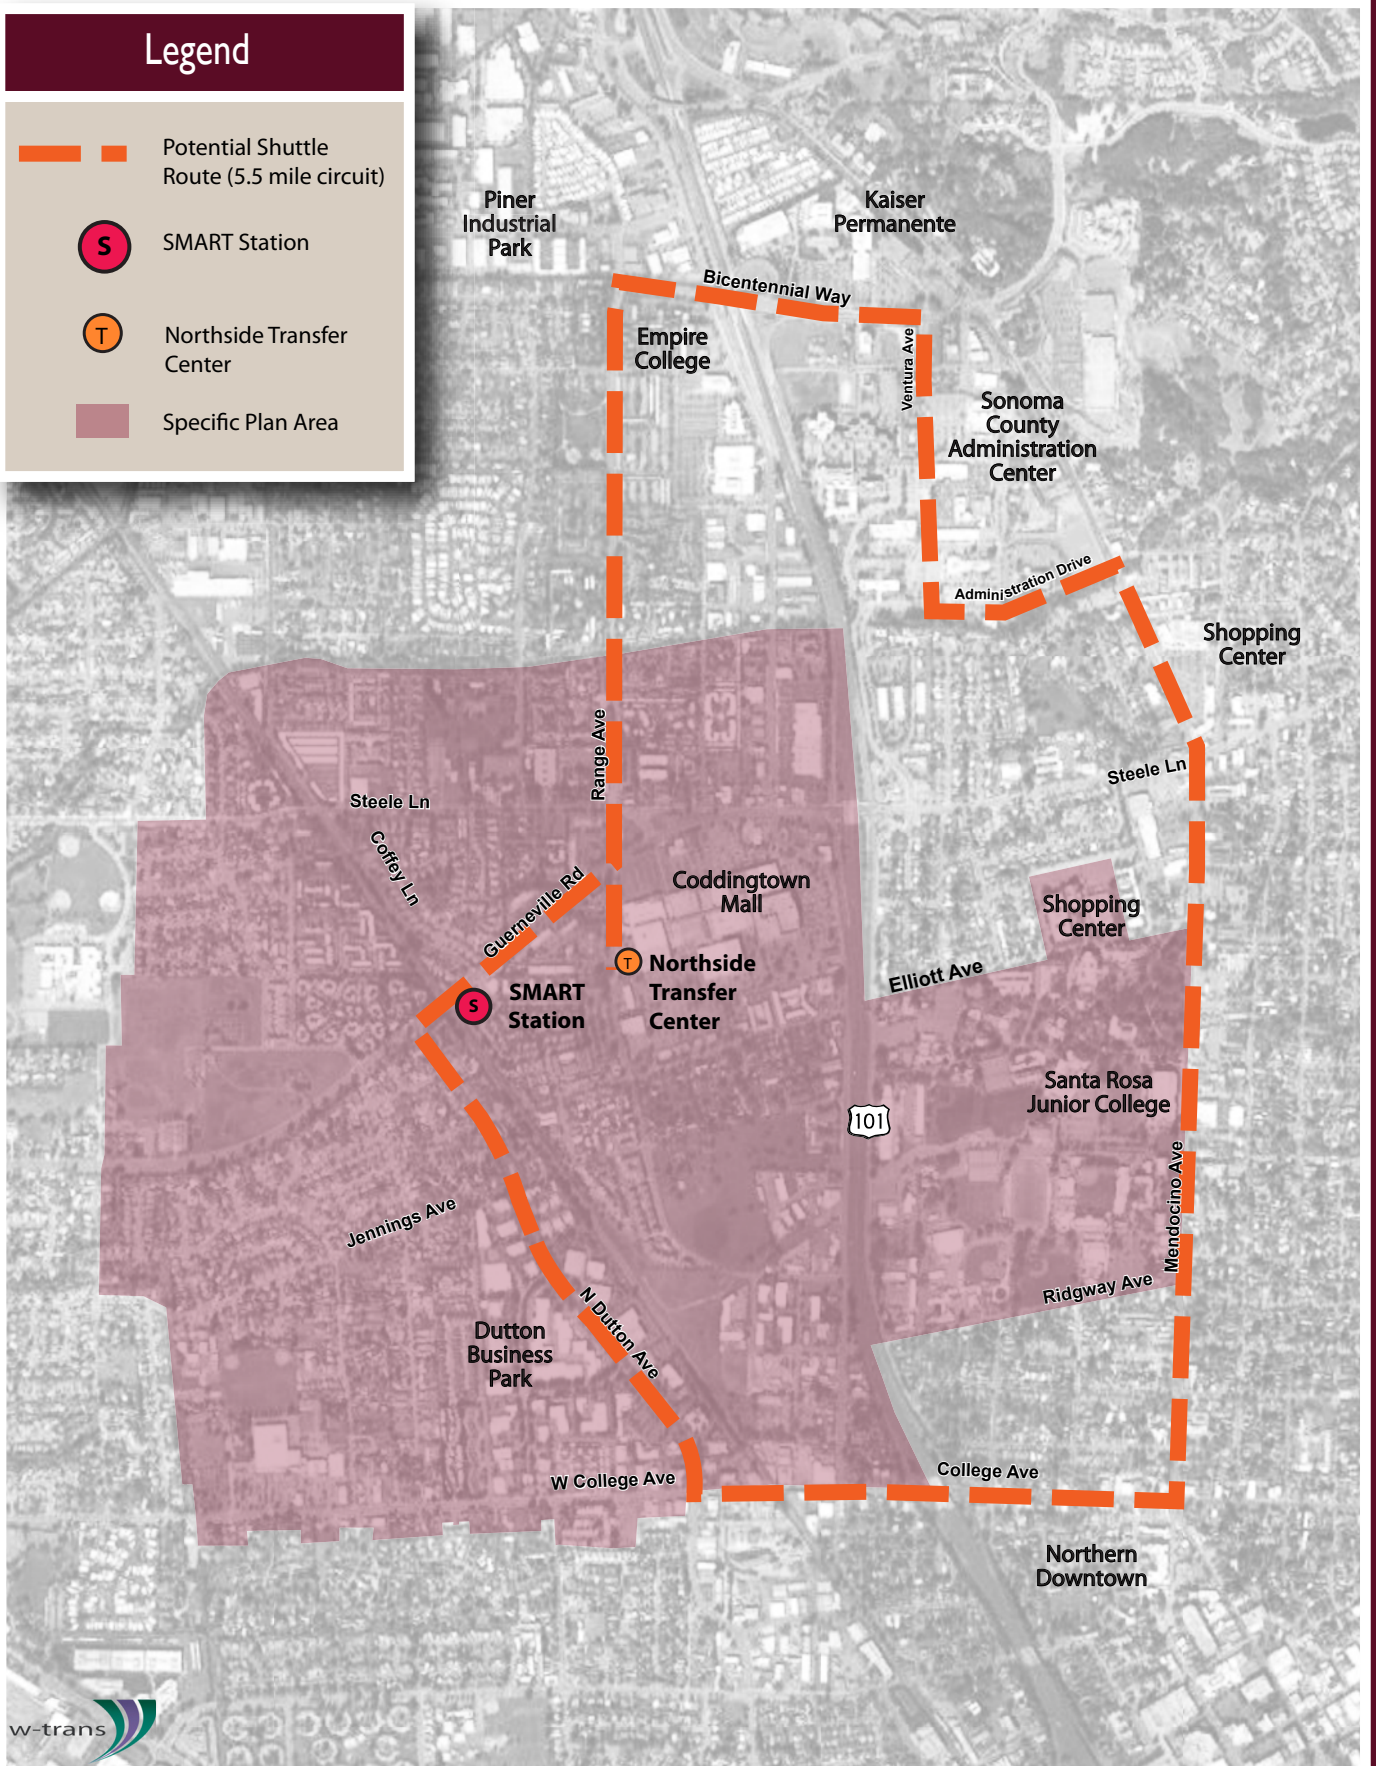 Legend
Potential Shuttle
Route (5.5 mile circuit)
S
SMART Station
T
Northside Transfer
Center
Specific Plan Area
Piner
Industrial
Park
Kaiser
Permanente
Bicentennial Way
Empire
College
Ventura Ave
Sonoma
County
Administration
Center
Administration Drive
Shopping
Center
Range Ave
Steele Ln
Steele Ln
Coffey Ln
Guerneville Rd
Coddingtown
Mall
Shopping
Center
T
Northside
Transfer
Center
Elliott Ave
S
SMART
Station
Santa Rosa
Junior College
101
Mendocino Ave
Jennings Ave
Ridgway Ave
N Dutton Ave
Dutton
Business
Park
W College Ave
College Ave
Northern
Downtown
w-trans